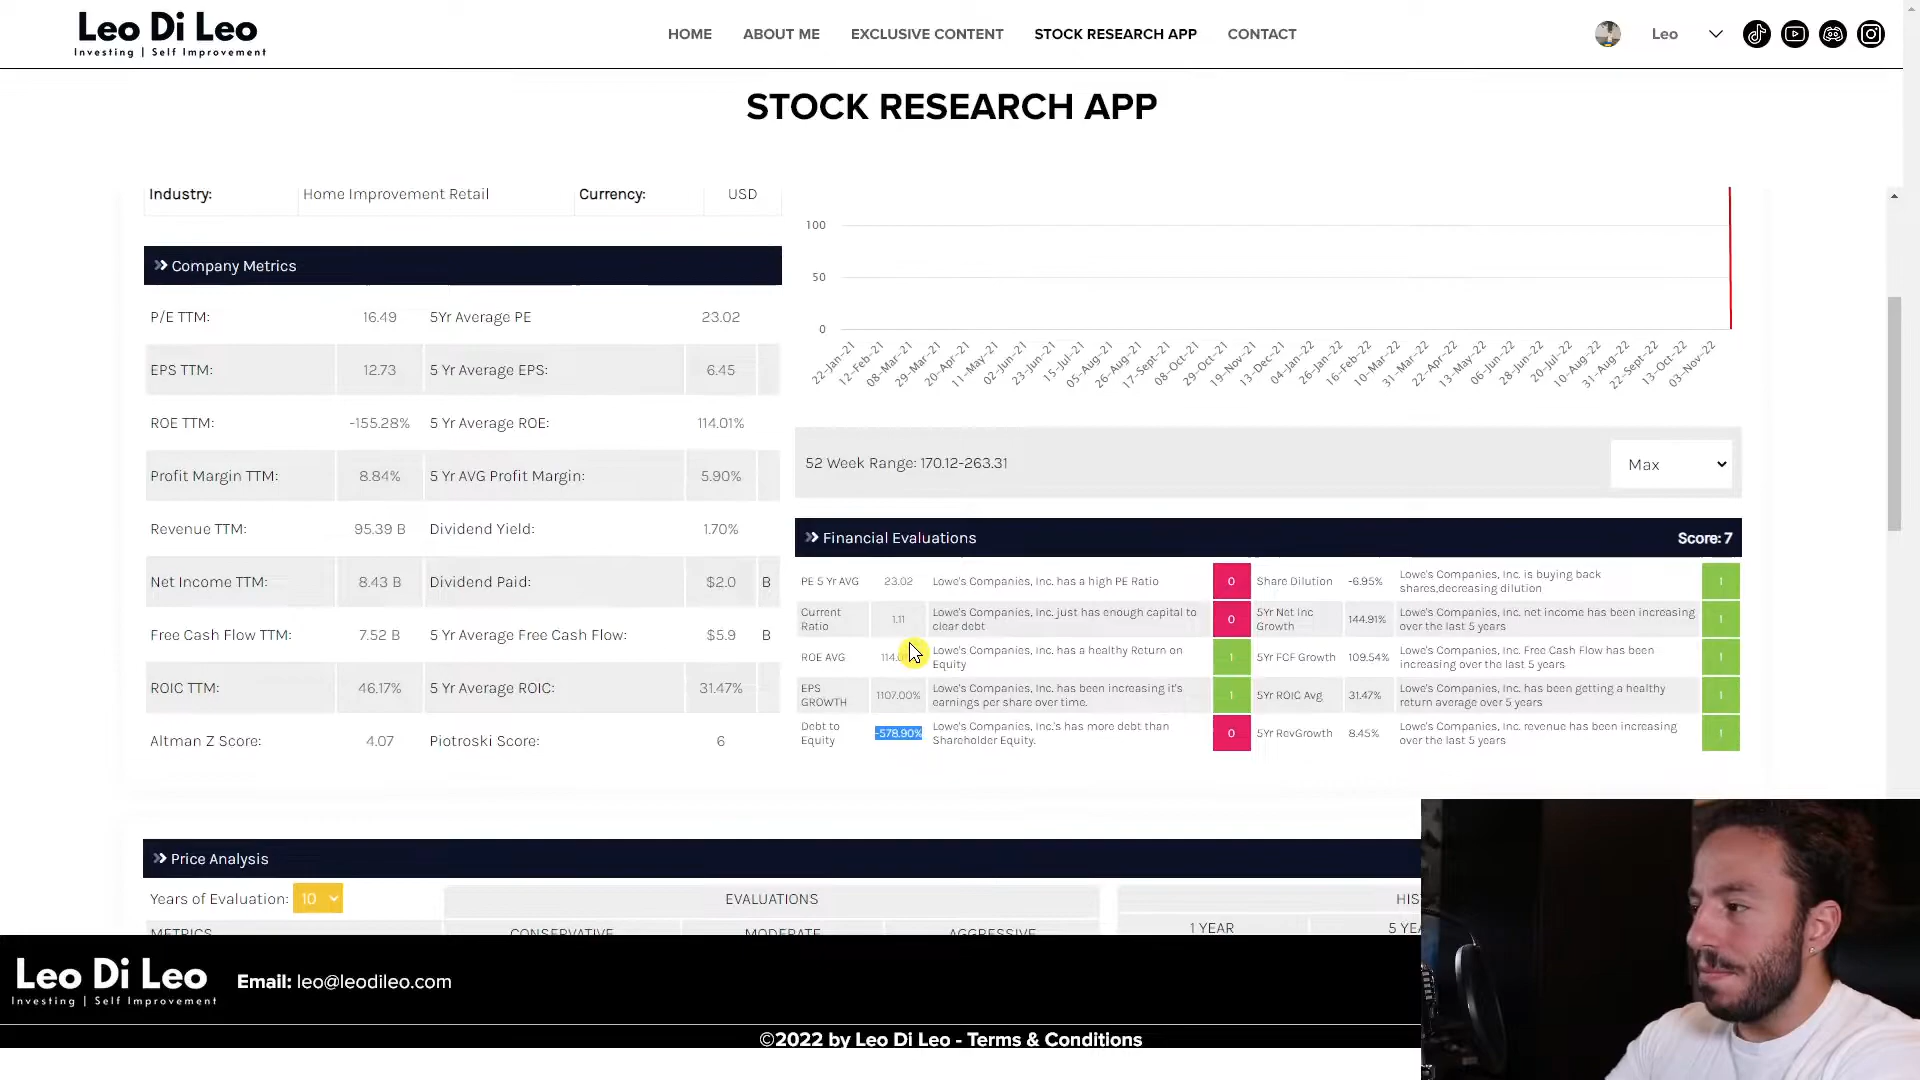 Leo Di Leo
Investing | Self Improvement
HOME
ABOUT ME
EXCLUSIVE CONTENT
STOCK RESEARCH APP
CONTACT
Leo
STOCK RESEARCH APP
Industry: Home Improvement Retail Currency: USD
Company Metrics
P/E TTM: 16.49 5Yr Average PE 23.02
EPS TTM: 12.73 5 Yr Average EPS: 6.45
ROE TTM: -155.28% 5 Yr Average ROE: 114.01%
Profit Margin TTM: 8.84% 5 Yr AVG Profit Margin: 5.90%
Revenue TTM: 95.39 B Dividend Yield: 1.70%
Net Income TTM: 8.43 B Dividend Paid: $2.0 B
Free Cash Flow TTM: 7.52 B 5 Yr Average Free Cash Flow: $5.9 B
ROIC TTM: 46.17% 5 Yr Average ROIC: 31.47%
Altman Z Score: 4.07 Piotroski Score: 6
100
50
0
22-Jan-21 12-Feb-21 08-Mar-21 29-Mar-21 20-Apr-21 11-May-21 02-Jun-21 23-Jun-21 15-Jul-21 05-Aug-21 26-Aug-21 17-Sept-21 08-Oct-21 29-Oct-21 19-Nov-21 13-Dec-21 04-Jan-22 26-Jan-22 16-Feb-22 10-Mar-22 31-Mar-22 22-Apr-22 13-May-22 06-Jun-22 28-Jun-22 20-Jul-22 10-Aug-22 31-Aug-22 22-Sept-22 13-Oct-22 03-Nov-22
52 Week Range: 170.12-263.31
Max
Financial Evaluations Score: 7
PE 5 Yr AVG 23.02 Lowe's Companies, Inc. has a high PE Ratio 0
Share Dilution -6.95% Lowe's Companies, Inc. is buying back
shares,decreasing dilution 1
Current
Ratio 1.11 Lowe's Companies, Inc. just has enough capital to
clear debt 0
5Yr Net Inc
Growth 144.91% Lowe's Companies, Inc. net income has been increasing
over the last 5 years 1
ROE AVG Lowe's Companies, Inc. has a healthy Return on
Equity 1
5Yr FCF Growth 109.54% Lowe's Companies, Inc. Free Cash Flow has been
increasing over the last 5 years 1
EPS
GROWTH 1107.00% Lowe's Companies, Inc. has been increasing it's
earnings per share over time. 1
5Yr ROIC Avg 31.47% Lowe's Companies, Inc. has been getting a healthy
return average over 5 years 1
Debt to
Equity -578.90% Lowe's Companies, Inc.'s has more debt than
Shareholder Equity. 0
5Yr RevGrowth 8.45% Lowe's Companies, Inc. revenue has been increasing
over the last 5 years 1
Price Analysis
Years of Evaluation: 10
EVALUATIONS
METRICS CONSERVATIVE MODERATE AGGRESSIVE
1 YEAR
Leo Di Leo
Investing | Self Improvement
Email: leo@leodileo.com
©2022 by Leo Di Leo - Terms & Conditions